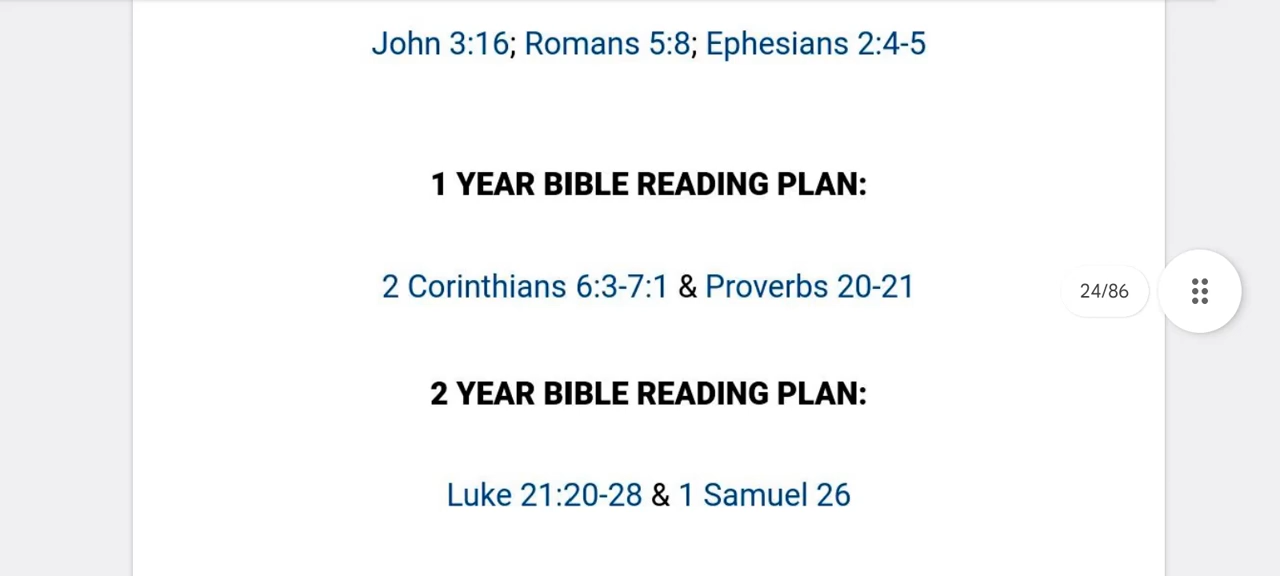 John 3:16; Romans 5:8; Ephesians 2:4-5
1 YEAR BIBLE READING PLAN:
2 Corinthians 6:3-7:1 & Proverbs 20-21
24/86
2 YEAR BIBLE READING PLAN:
Luke 21:20-28 & 1 Samuel 26